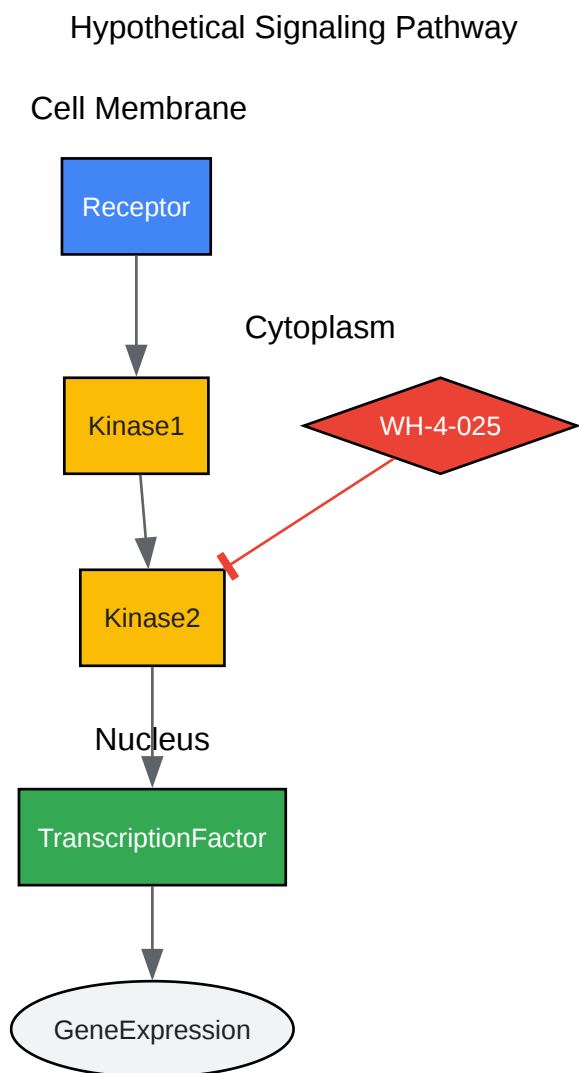 Hypothetical Signaling Pathway
Cell Membrane
Receptor
Cytoplasm
Kinase1
WH-4-025
Kinase2
Nucleus
TranscriptionFactor
GeneExpression